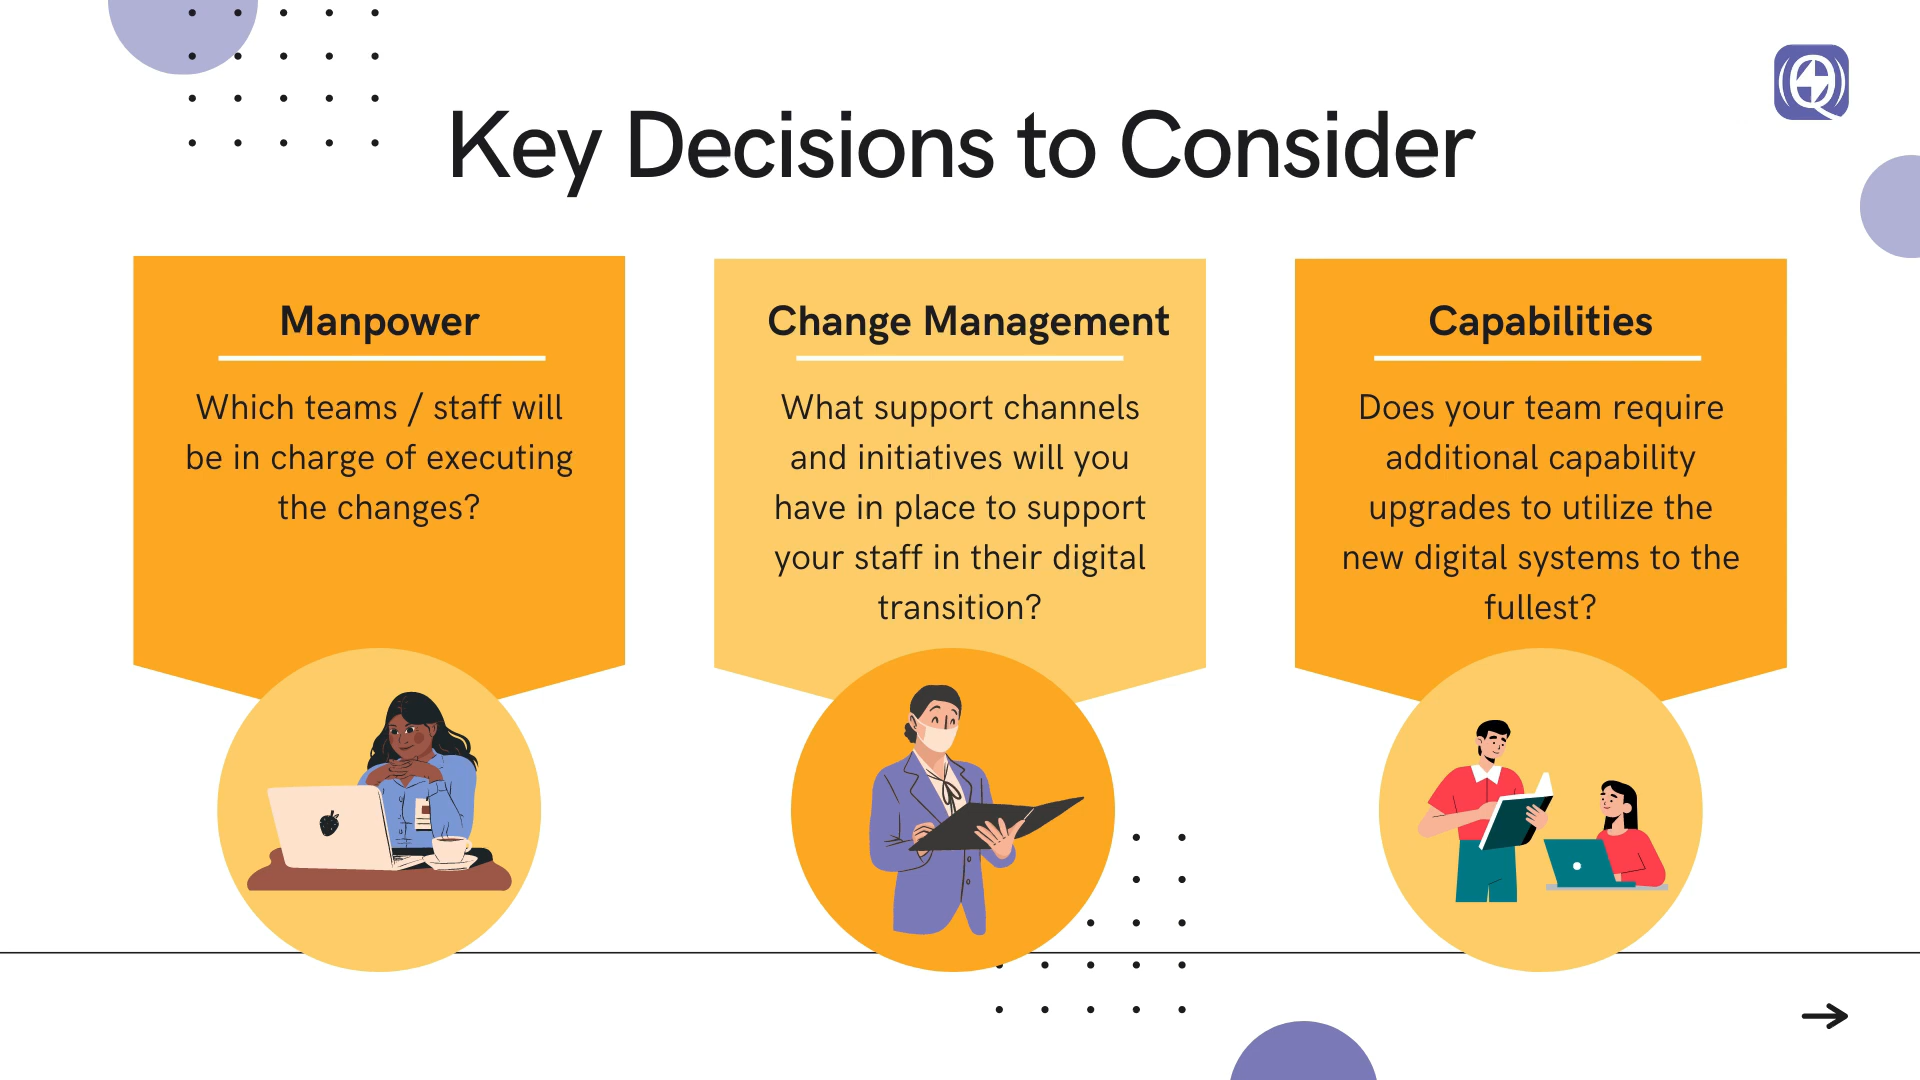 Key Decisions to Consider
Manpower
Which teams / staff will
be in charge of executing
the changes?
Change Management
What support channels
and initiatives will you
have in place to support
your staff in their digital
transition?
Capabilities
Does your team require
additional capability
upgrades to utilize the
new digital systems to the
fullest?